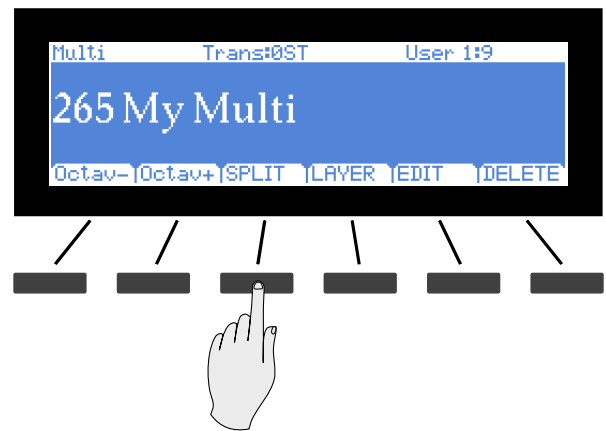 Multi Trans:0ST User 1:9
265 My Multi
Octav- Octav+ SPLIT LAYER EDIT DELETE